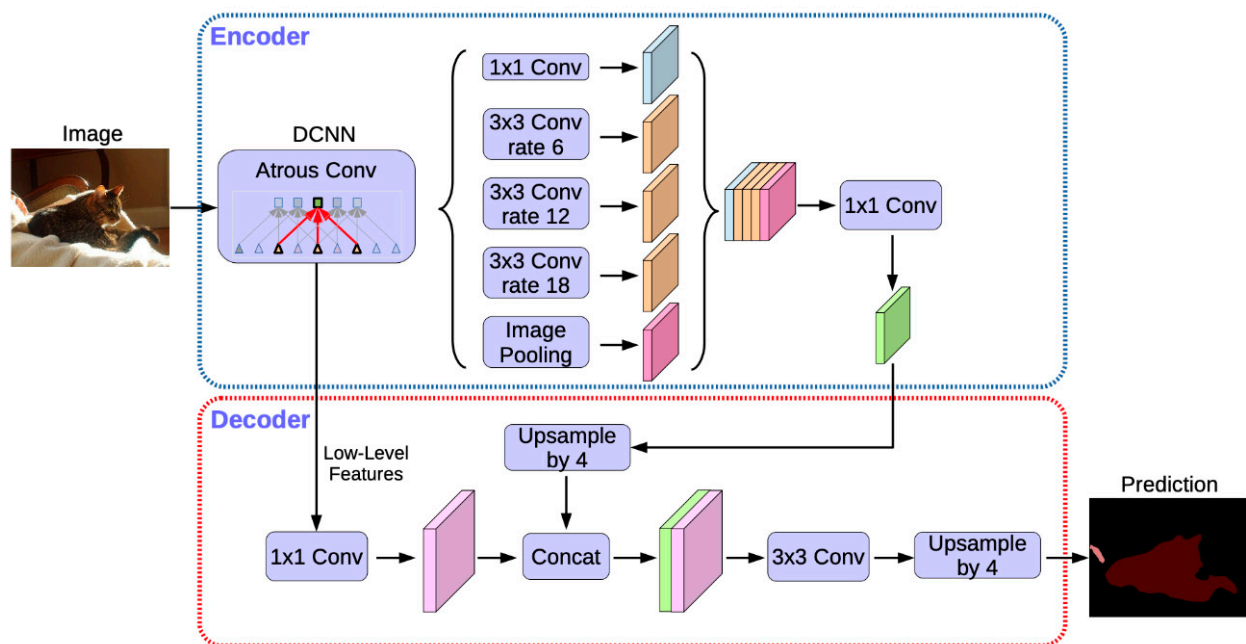 Encoder
Image
DCNN
Atrous Conv
1x1 Conv
3x3 Conv
rate 6
3x3 Conv
rate 12
3x3 Conv
rate 18
Image
Pooling
1x1 Conv
Decoder
Low-Level
Features
Upsample
by 4
1x1 Conv
Concat
3x3 Conv
Upsample
by 4
Prediction